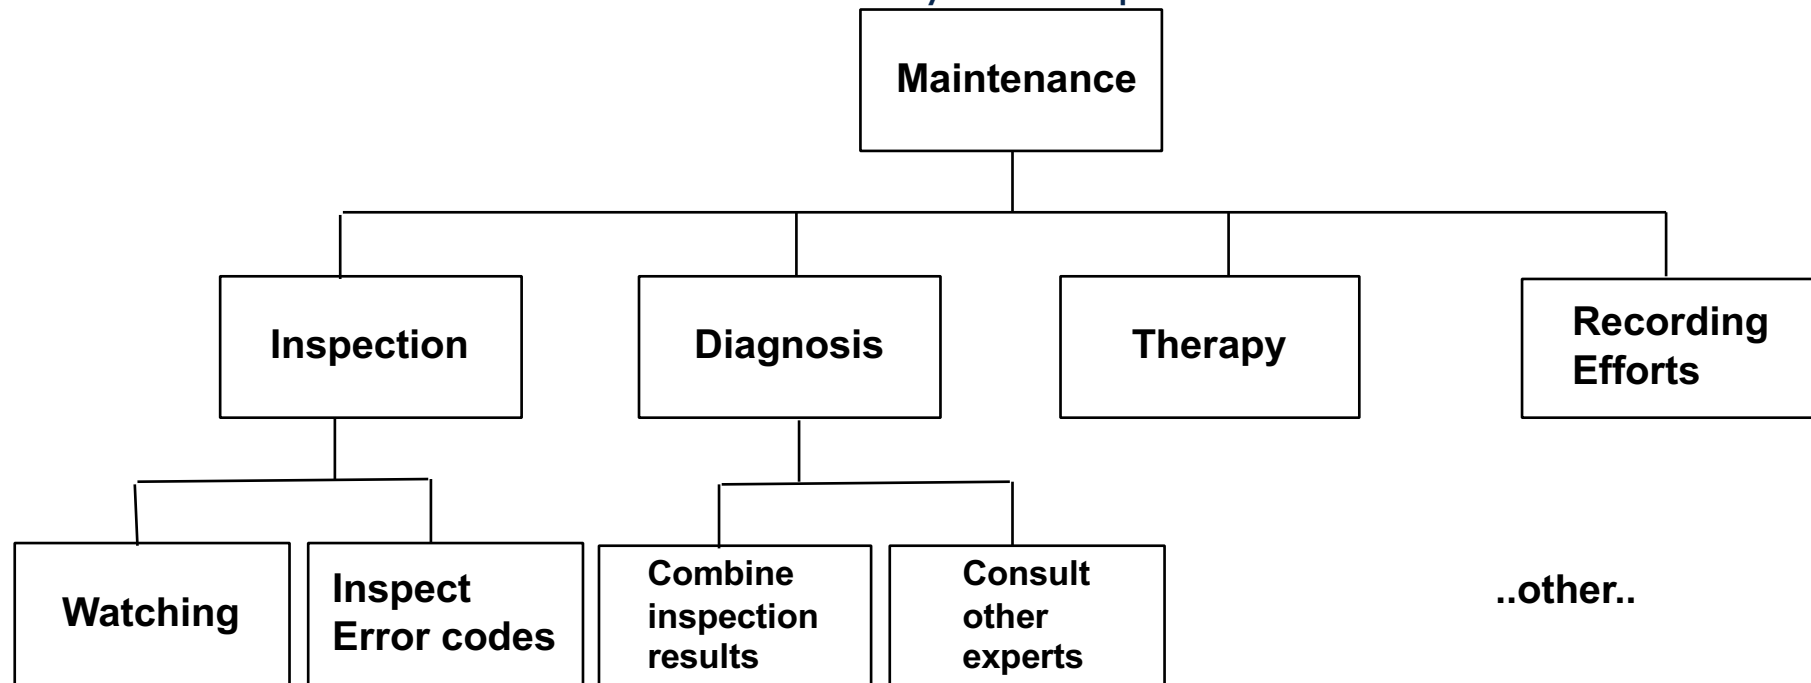 Maintenance
Inspection
Diagnosis
Therapy
Recording
Efforts
Watching
Inspect
Error codes
Combine
inspection
results
Consult
other
experts
..other..